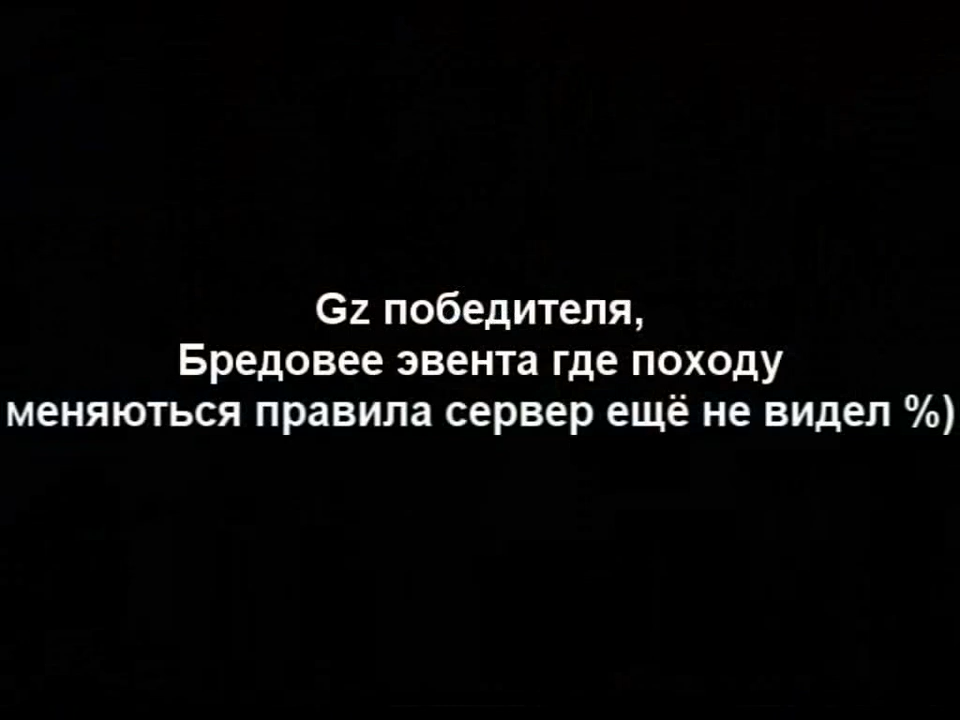 Gz победителя,
Бредовее эвента где походу
меняються правила сервер ещё не видел %)